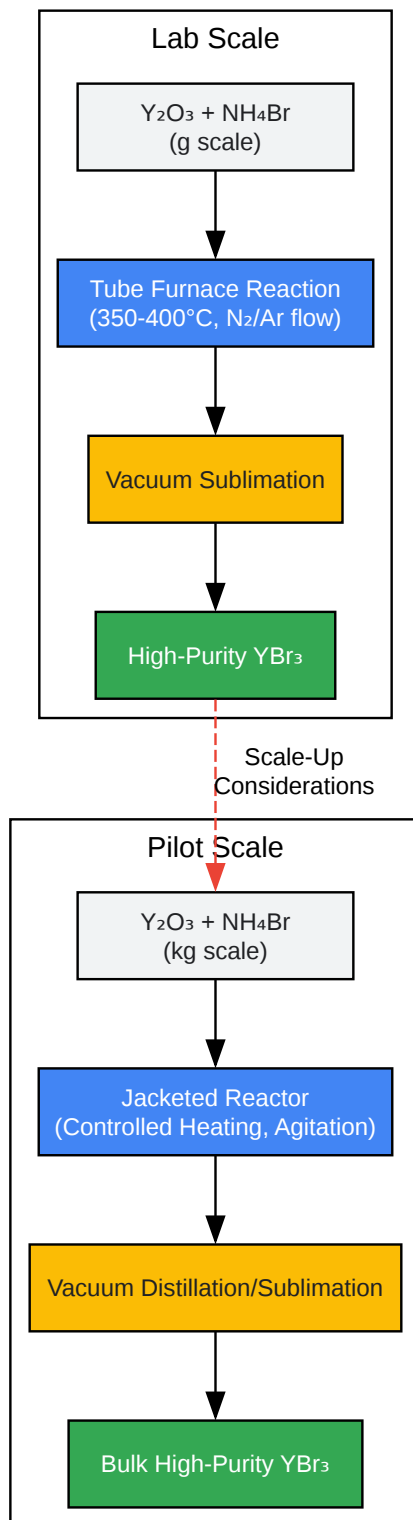 Lab Scale
Y₂O₃ + NH₄Br
(g scale)
Tube Furnace Reaction
(350-400°C, N₂/Ar flow)
Vacuum Sublimation
High-Purity YBr₃
Scale-Up
Considerations
Pilot Scale
Y₂O₃ + NH₄Br
(kg scale)
Jacketed Reactor
(Controlled Heating, Agitation)
Vacuum Distillation/Sublimation
Bulk High-Purity YBr₃